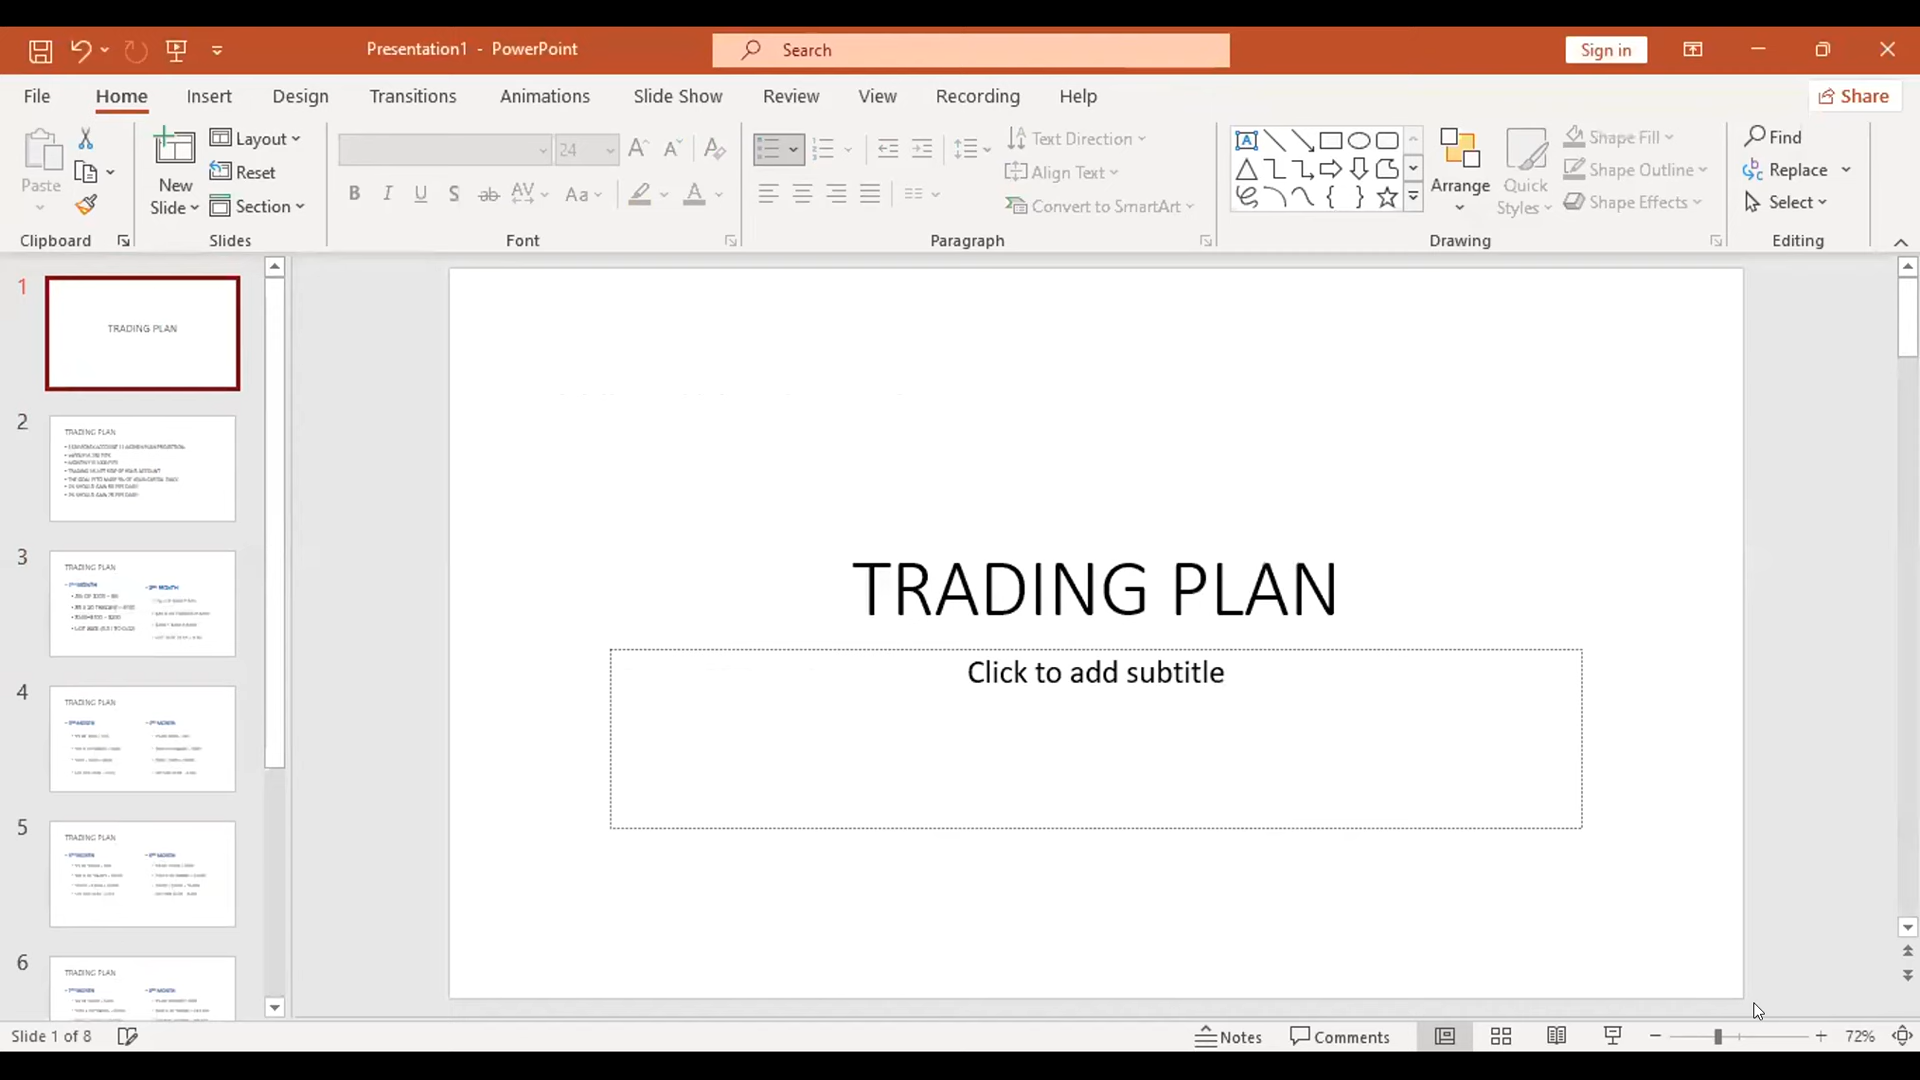 Presentation1 - PowerPoint
Search
Sign in
File
Home
Insert
Design
Transitions
Animations
Slide Show
Review
View
Recording
Help
Share
Paste
New
Slide
Layout
Reset
Section
24
Text Direction
Align Text
Convert to SmartArt
Arrange
Quick
Styles
Shape Fill
Shape Outline
Shape Effects
Find
Replace
Select
Clipboard
Slides
Font
Paragraph
Drawing
Editing
1
TRADING PLAN
2
TRADING PLAN
3
TRADING PLAN
4
TRADING PLAN
5
TRADING PLAN
6
TRADING PLAN
TRADING PLAN
Click to add subtitle
Slide 1 of 8
Notes
Comments
72%